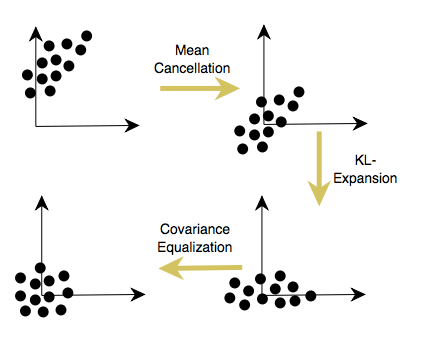 Mean
Cancellation
KL-
Expansion
Covariance
Equalization